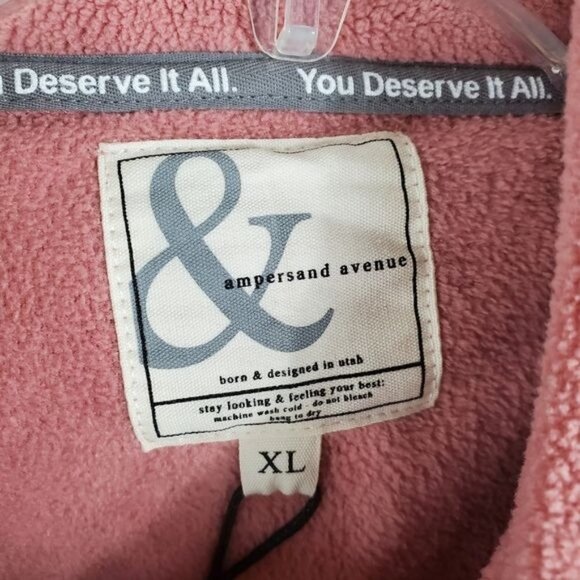 Deserve It All. You Deserve It All.
&
ampersand avenue
born & designed in utah
stay looking & feeling your best:
machine wash cold - do not bleach
hang to dry
XL